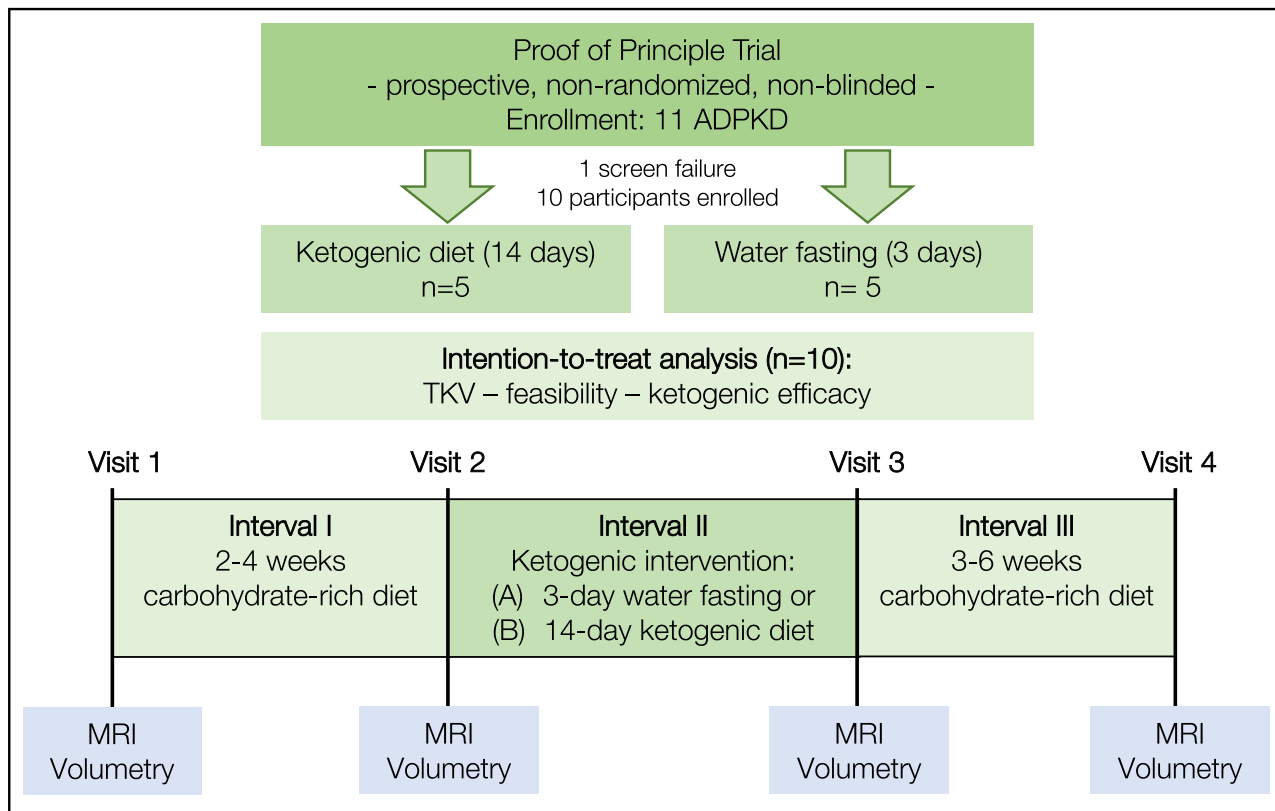 Proof of Principle Trial
- prospective, non-randomized, non-blinded -
Enrollment: 11 ADPKD
1 screen failure
10 participants enrolled
Ketogenic diet (14 days)
n=5
Water fasting (3 days)
n= 5
Intention-to-treat analysis (n=10):
TKV – feasibility – ketogenic efficacy
Visit 1
Visit 2
Visit 3
Visit 4
Interval I
2-4 weeks
carbohydrate-rich diet
Interval II
Ketogenic intervention:
(A) 3-day water fasting or
(B) 14-day ketogenic diet
Interval III
3-6 weeks
carbohydrate-rich diet
MRI
Volumetry
MRI
Volumetry
MRI
Volumetry
MRI
Volumetry